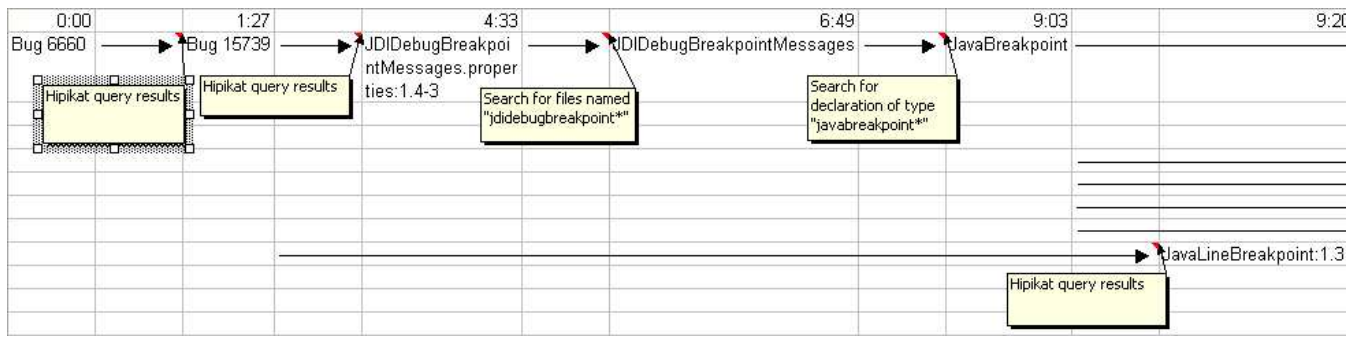 0:00 1:27 4:33 6:49 9:03 9:20
Bug 6660 Bug 15739 JDIDebugBreakpoi JDIDebugBreakpointMessages JavaBreakpoint
ntMessages.proper
ties:1.4-3
Hipikat query results
Hipikat query results
Search for files named
"jdidebugbreakpoint*"
Search for
declaration of type
"javabreakpoint*"
JavaLineBreakpoint:1.3
Hipikat query results